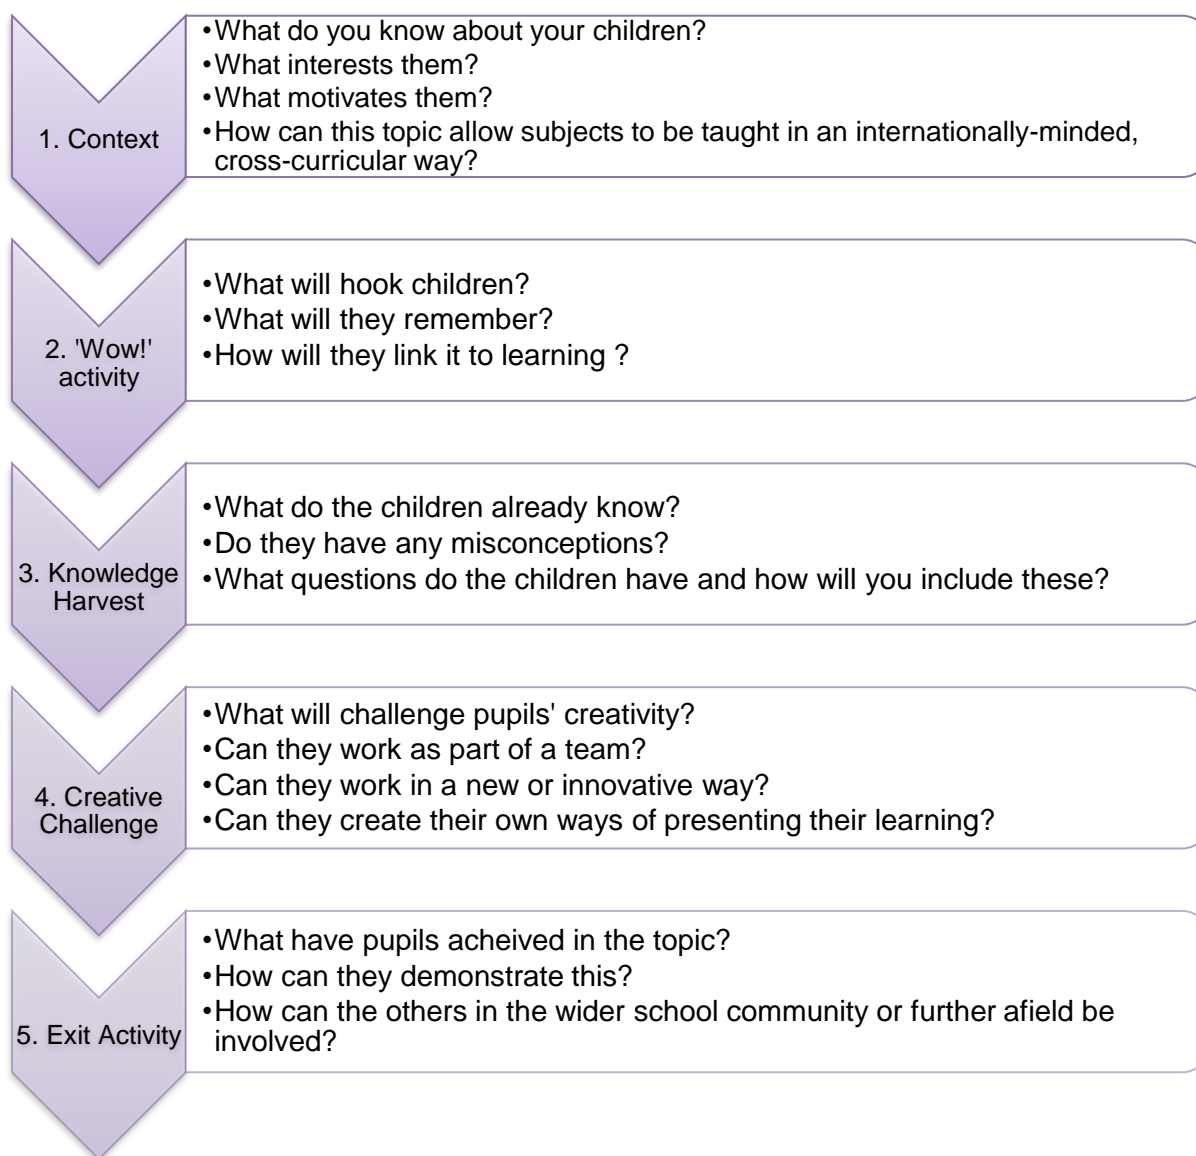 1. Context
•What do you know about your children?
•What interests them?
•What motivates them?
•How can this topic allow subjects to be taught in an internationally-minded,
cross-curricular way?
2. 'Wow!'
activity
•What will hook children?
•What will they remember?
•How will they link it to learning ?
3. Knowledge
Harvest
•What do the children already know?
•Do they have any misconceptions?
•What questions do the children have and how will you include these?
4. Creative
Challenge
•What will challenge pupils' creativity?
•Can they work as part of a team?
•Can they work in a new or innovative way?
•Can they create their own ways of presenting their learning?
5. Exit Activity
•What have pupils acheived in the topic?
•How can they demonstrate this?
•How can the others in the wider school community or further afield be
involved?